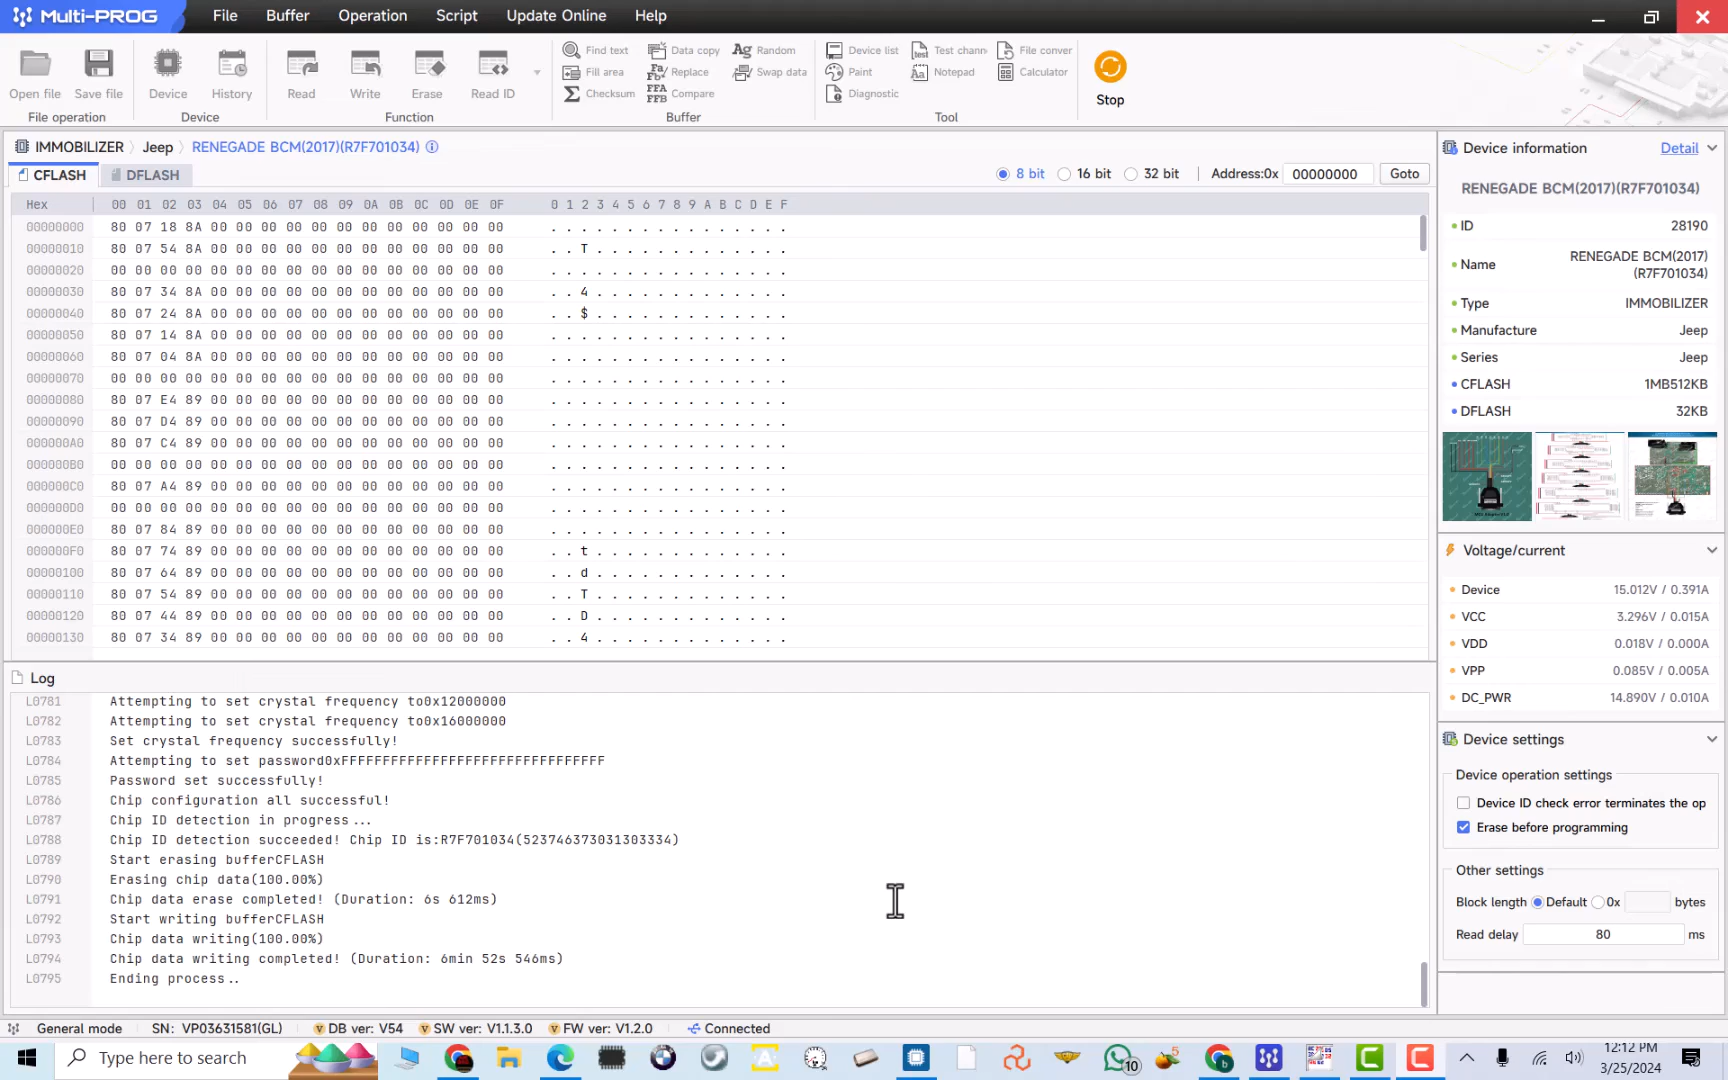 Multi-PROG File Buffer Operation Script Update Online Help
Open file Save file Device History Read Write Erase Read ID
Find text Data copy Random Device list Test chann File conver
Fill area Replace Swap data Paint Notepad Calculator
Checksum Compare Diagnostic
Stop
File operation Device Function Buffer Tool
IMMOBILIZER Jeep RENEGADE BCM(2017)(R7F701034)
CFLASH DFLASH 8 bit 16 bit 32 bit Address:0x 00000000 Goto
Hex 00 01 02 03 04 05 06 07 08 09 0A 0B 0C 0D 0E 0F 0 1 2 3 4 5 6 7 8 9 A B C D E F
00000000 80 07 18 8A 00 00 00 00 00 00 00 00 00 00 00 00 . . . . . . . . . . . . . . . .
00000010 80 07 54 8A 00 00 00 00 00 00 00 00 00 00 00 00 . . T . . . . . . . . . . . . .
00000020 00 00 00 00 00 00 00 00 00 00 00 00 00 00 00 00 . . . . . . . . . . . . . . . .
00000030 80 07 34 8A 00 00 00 00 00 00 00 00 00 00 00 00 . . 4 . . . . . . . . . . . . .
00000040 80 07 24 8A 00 00 00 00 00 00 00 00 00 00 00 00 . . $ . . . . . . . . . . . . .
00000050 80 07 14 8A 00 00 00 00 00 00 00 00 00 00 00 00 . . . . . . . . . . . . . . . .
00000060 80 07 04 8A 00 00 00 00 00 00 00 00 00 00 00 00 . . . . . . . . . . . . . . . .
00000070 00 00 00 00 00 00 00 00 00 00 00 00 00 00 00 00 . . . . . . . . . . . . . . . .
00000080 80 07 E4 89 00 00 00 00 00 00 00 00 00 00 00 00 . . . . . . . . . . . . . . . .
00000090 80 07 D4 89 00 00 00 00 00 00 00 00 00 00 00 00 . . . . . . . . . . . . . . . .
000000A0 80 07 C4 89 00 00 00 00 00 00 00 00 00 00 00 00 . . . . . . . . . . . . . . . .
000000B0 00 00 00 00 00 00 00 00 00 00 00 00 00 00 00 00 . . . . . . . . . . . . . . . .
000000C0 80 07 A4 89 00 00 00 00 00 00 00 00 00 00 00 00 . . . . . . . . . . . . . . . .
000000D0 00 00 00 00 00 00 00 00 00 00 00 00 00 00 00 00 . . . . . . . . . . . . . . . .
000000E0 80 07 84 89 00 00 00 00 00 00 00 00 00 00 00 00 . . . . . . . . . . . . . . . .
000000F0 80 07 74 89 00 00 00 00 00 00 00 00 00 00 00 00 . . t . . . . . . . . . . . . .
00000100 80 07 64 89 00 00 00 00 00 00 00 00 00 00 00 00 . . d . . . . . . . . . . . . .
00000110 80 07 54 89 00 00 00 00 00 00 00 00 00 00 00 00 . . T . . . . . . . . . . . . .
00000120 80 07 44 89 00 00 00 00 00 00 00 00 00 00 00 00 . . D . . . . . . . . . . . . .
00000130 80 07 34 89 00 00 00 00 00 00 00 00 00 00 00 00 . . 4 . . . . . . . . . . . . .
Log
L0781 Attempting to set crystal frequency to0x12000000
L0782 Attempting to set crystal frequency to0x16000000
L0783 Set crystal frequency successfully!
L0784 Attempting to set password0xFFFFFFFFFFFFFFFFFFFFFFFFFFFFFFFF
L0785 Password set successfully!
L0786 Chip configuration all successful!
L0787 Chip ID detection in progress...
L0788 Chip ID detection succeeded! Chip ID is:R7F701034(523746373031303334)
L0789 Start erasing bufferCFLASH
L0790 Erasing chip data(100.00%)
L0791 Chip data erase completed! (Duration: 6s 612ms)
L0792 Start writing bufferCFLASH
L0793 Chip data writing(100.00%)
L0794 Chip data writing completed! (Duration: 6min 52s 546ms)
L0795 Ending process..
Device information Detail
RENEGADE BCM(2017)(R7F701034)
ID 28190
Name RENEGADE BCM(2017)
(R7F701034)
Type IMMOBILIZER
Manufacture Jeep
Series Jeep
CFLASH 1MB512KB
DFLASH 32KB
Voltage/current
Device 15.012V / 0.391A
VCC 3.296V / 0.015A
VDD 0.018V / 0.000A
VPP 0.085V / 0.005A
DC_PWR 14.890V / 0.010A
Device settings
Device operation settings
Device ID check error terminates the op
Erase before programming
Other settings
Block length Default 0x bytes
Read delay 80 ms
General mode SN: VP03631581(GL) DB ver: V54 SW ver: V1.1.3.0 FW ver: V1.2.0 Connected
Type here to search 10 12:12 PM
3/25/2024